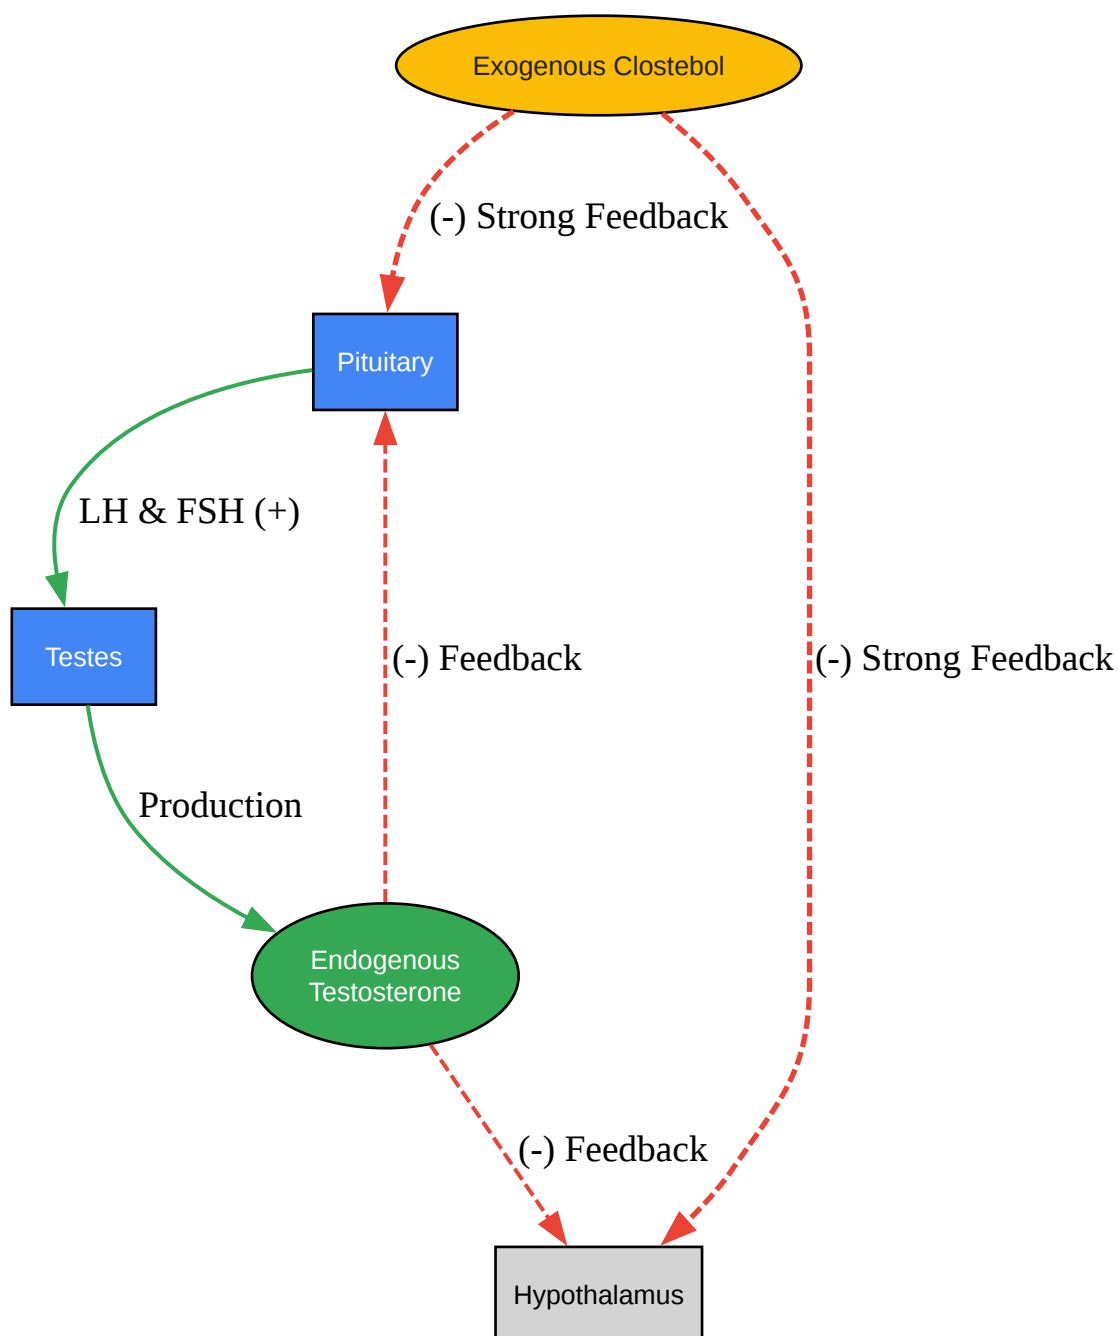 Exogenous Clostebol
(-) Strong Feedback
Pituitary
LH & FSH (+)
Testes
(-) Feedback
(-) Strong Feedback
Production
Endogenous
Testosterone
(-) Feedback
Hypothalamus